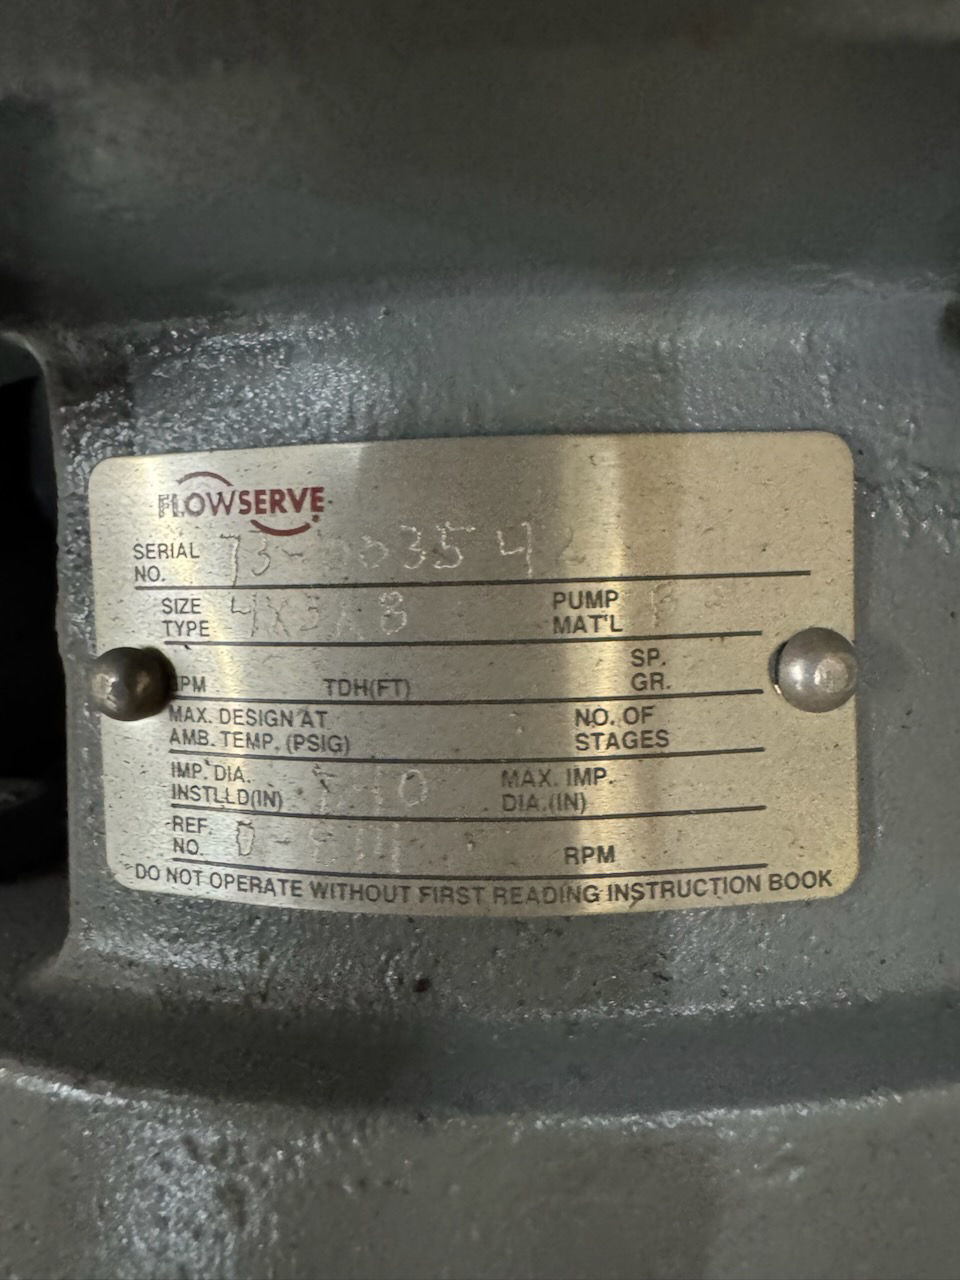 FLOWSERVE
SERIAL
NO.
SIZE
TYPE
PUMP
MAT'L
SP.
GR.
TDH(FT)
MAX. DESIGN AT
AMB. TEMP. (PSIG)
NO. OF
STAGES
IMP. DIA.
INSTLLD(IN)
MAX. IMP.
DIA.(IN)
REF.
NO.
RPM
DO NOT OPERATE WITHOUT FIRST READING INSTRUCTION BOOK